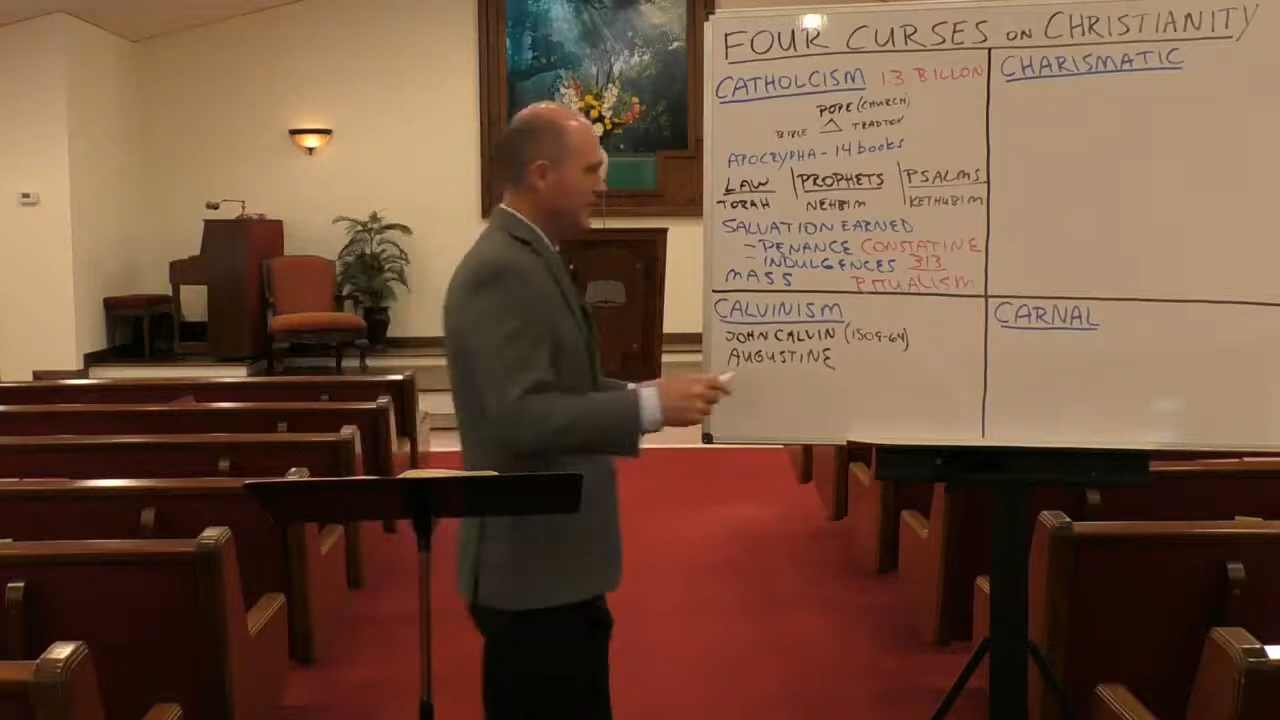 FOUR CURSES ON CHRISTIANITY
CATHOLCISM 1.3 BILLON
POPE (CHURCH)
BIBLE TRADTION
APOCRYPHA - 14 books
LAW PROPHETS PSALMS
TORAH NEHBIM KETHUBIM
SALVATION EARNED
- PENANCE CONSTATINE
- INDULGENCES 313
MASS RITUALISM
CHARISMATIC
CALVINISM
JOHN CALVIN (1509-64)
AUGUSTINE
CARNAL